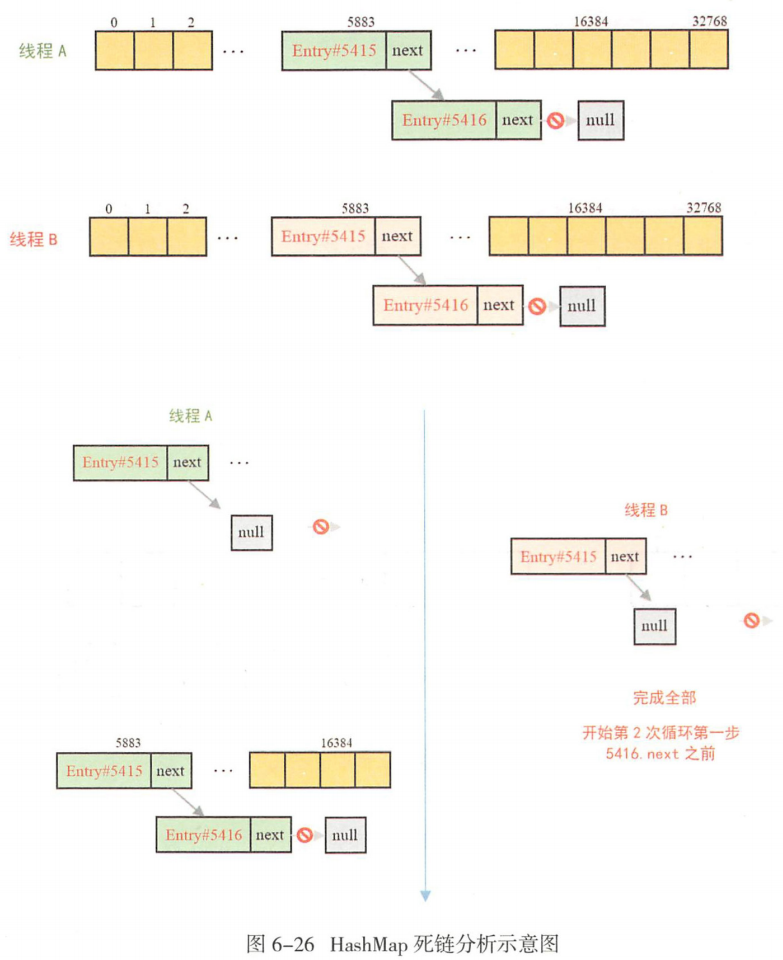 0 1 2 5883 16384 32768
线程 A ··· Entry#5415 next ···
Entry#5416 next null
0 1 2 5883 16384 32768
线程 B ··· Entry#5415 next ···
Entry#5416 next null
线程 A
Entry#5415 next ···
null
线程 B
Entry#5415 next ···
null
完成全部
开始第 2 次循环第一步
5416.next 之前
5883 16384
Entry#5415 next ···
Entry#5416 next null
图 6-26 HashMap 死链分析示意图